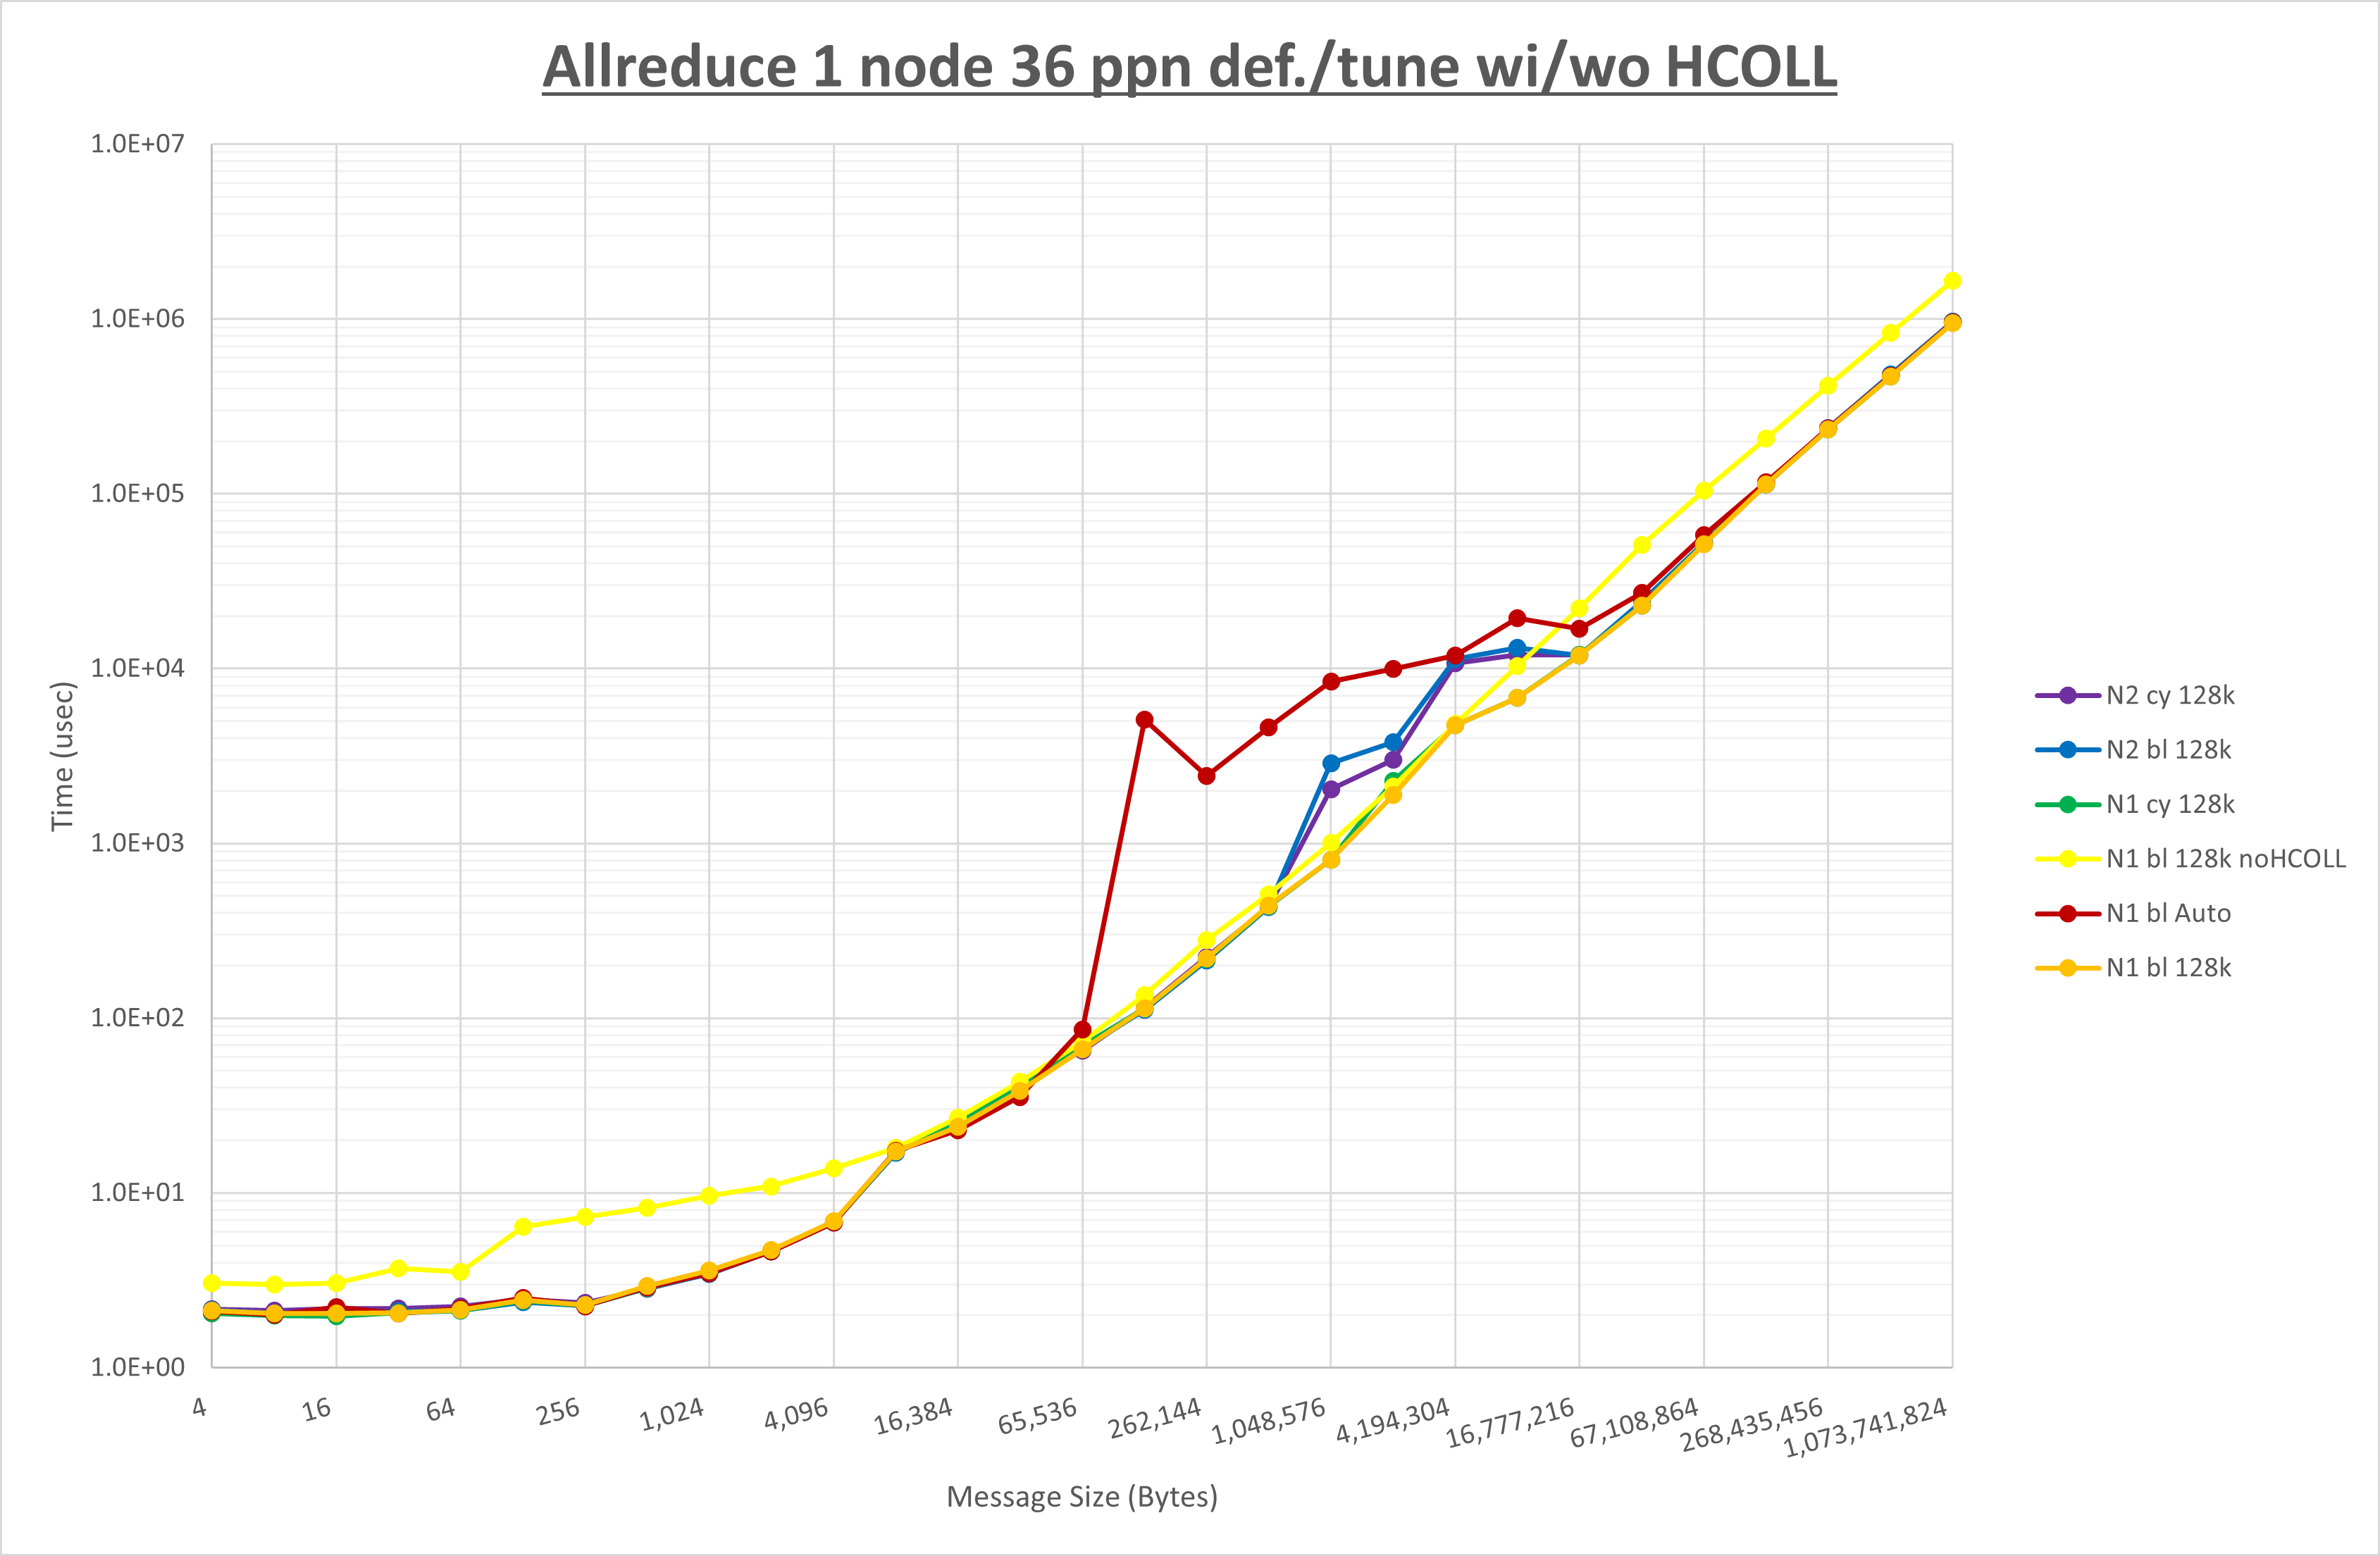 Allreduce 1 node 36 ppn def./tune wi/wo HCOLL
1.0E+07
1.0E+06
1.0E+05
1.0E+04
1.0E+03
1.0E+02
1.0E+01
1.0E+00
Time (usec)
4
16
64
256
1,024
4,096
16,384
65,536
262,144
1,048,576
4,194,304
16,777,216
67,108,864
268,435,456
1,073,741,824
Message Size (Bytes)
N2 cy 128k
N2 bl 128k
N1 cy 128k
N1 bl 128k noHCOLL
N1 bl Auto
N1 bl 128k